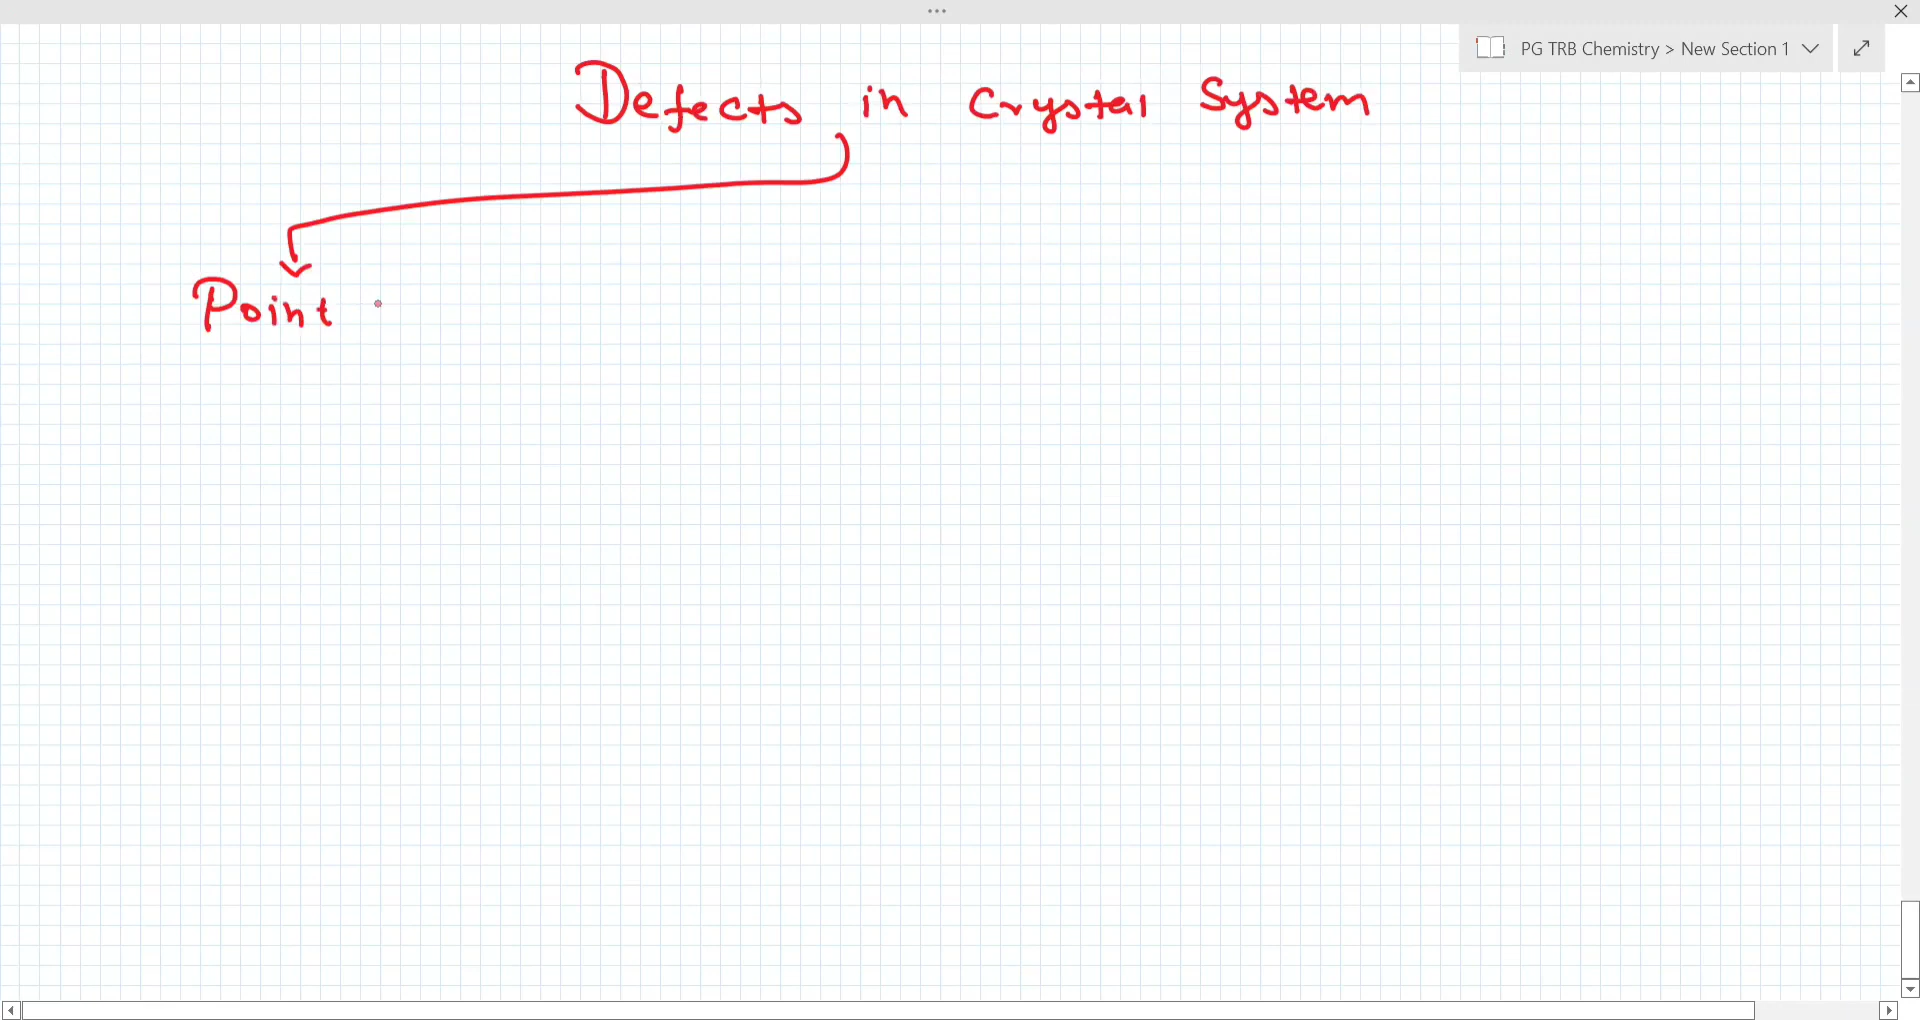 PG TRB Chemistry > New Section 1
Defects in Crystal System
Point